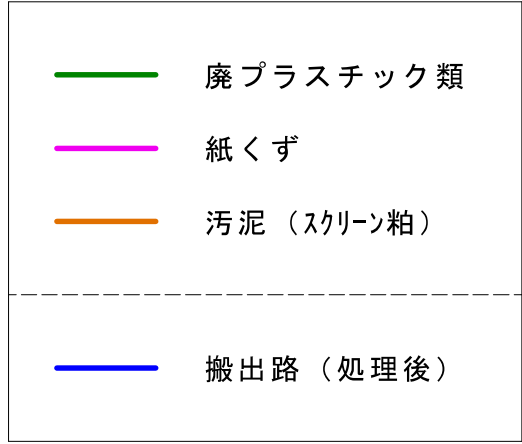 廃プラスチック類
紙くず
汚泥（ｽｸﾘｰﾝ粕）
搬出路（処理後）